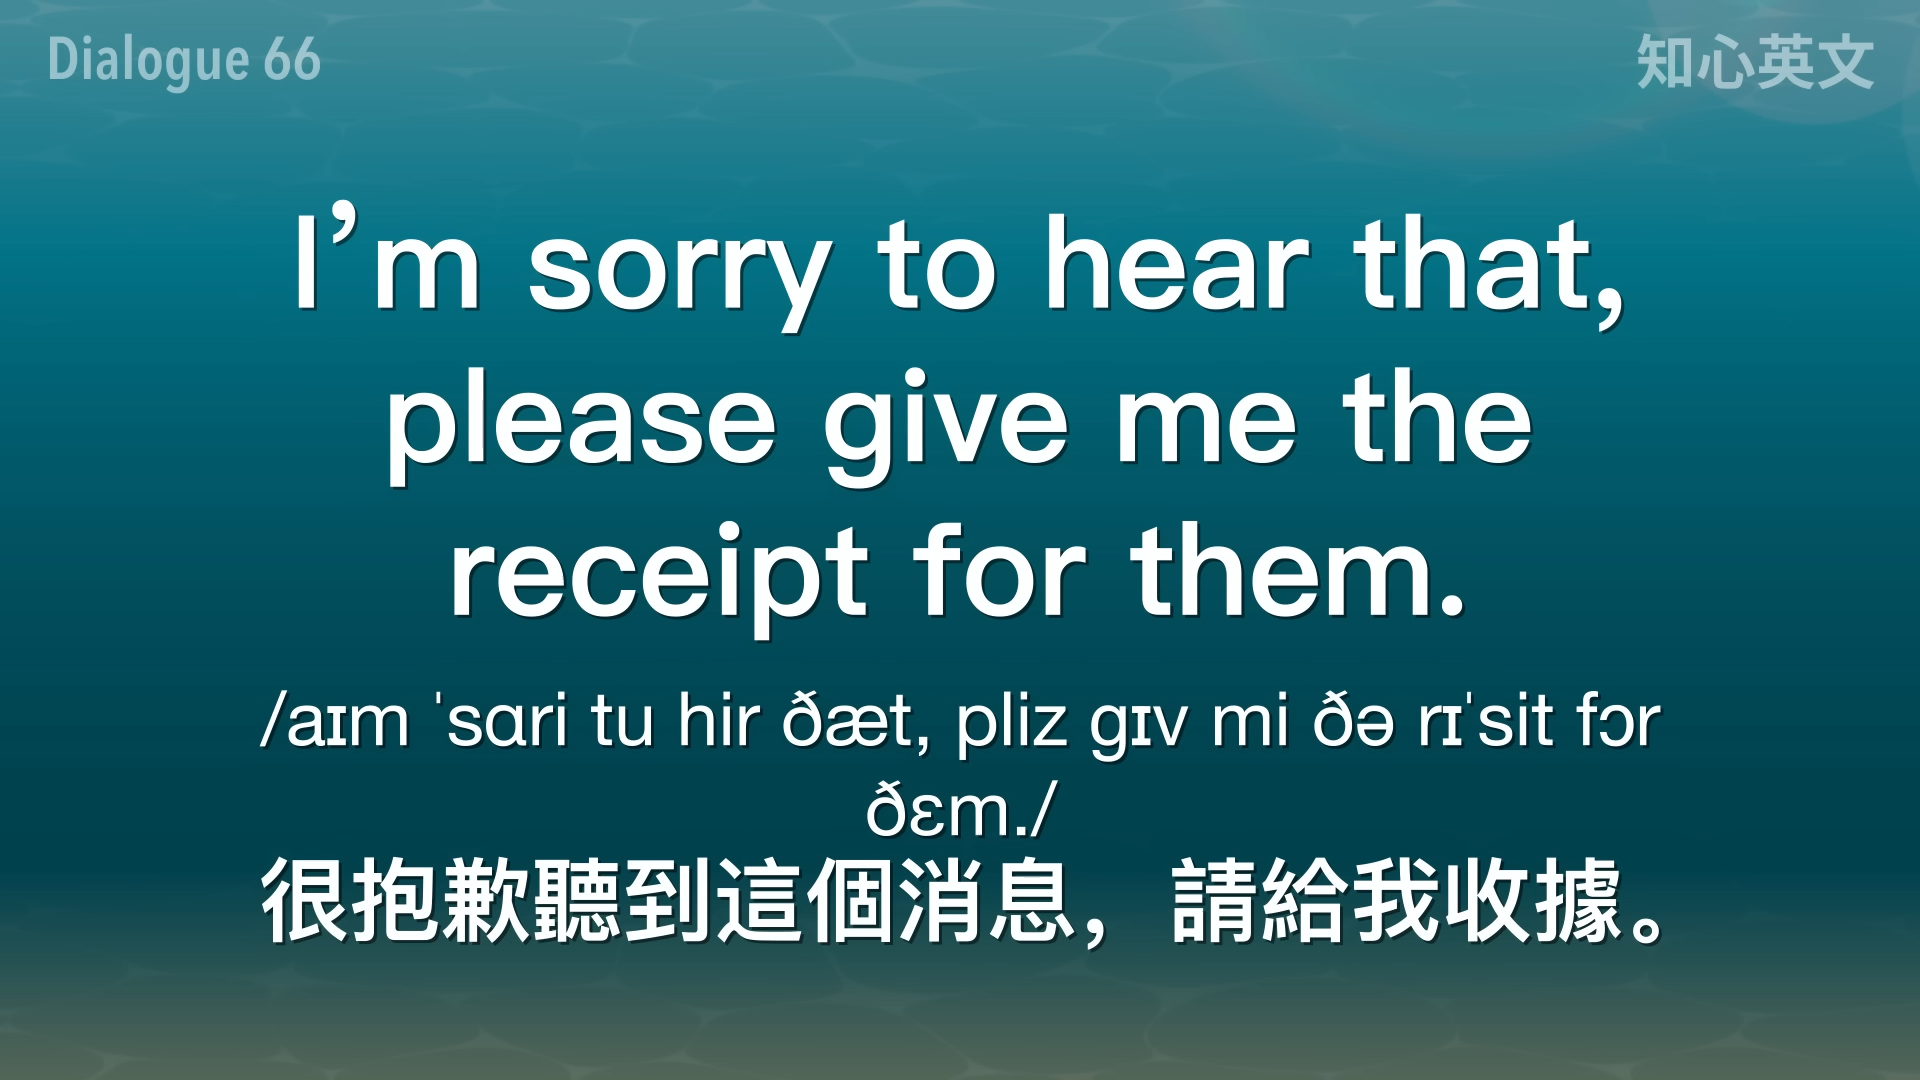 Dialogue 66
知心英文
I’m sorry to hear that,
please give me the
receipt for them.
/aɪm ˈsɑri tu hir ðæt, pliz gɪv mi ðə rɪˈsit fɔr
ðɛm./
很抱歉聽到這個消息，請給我收據。